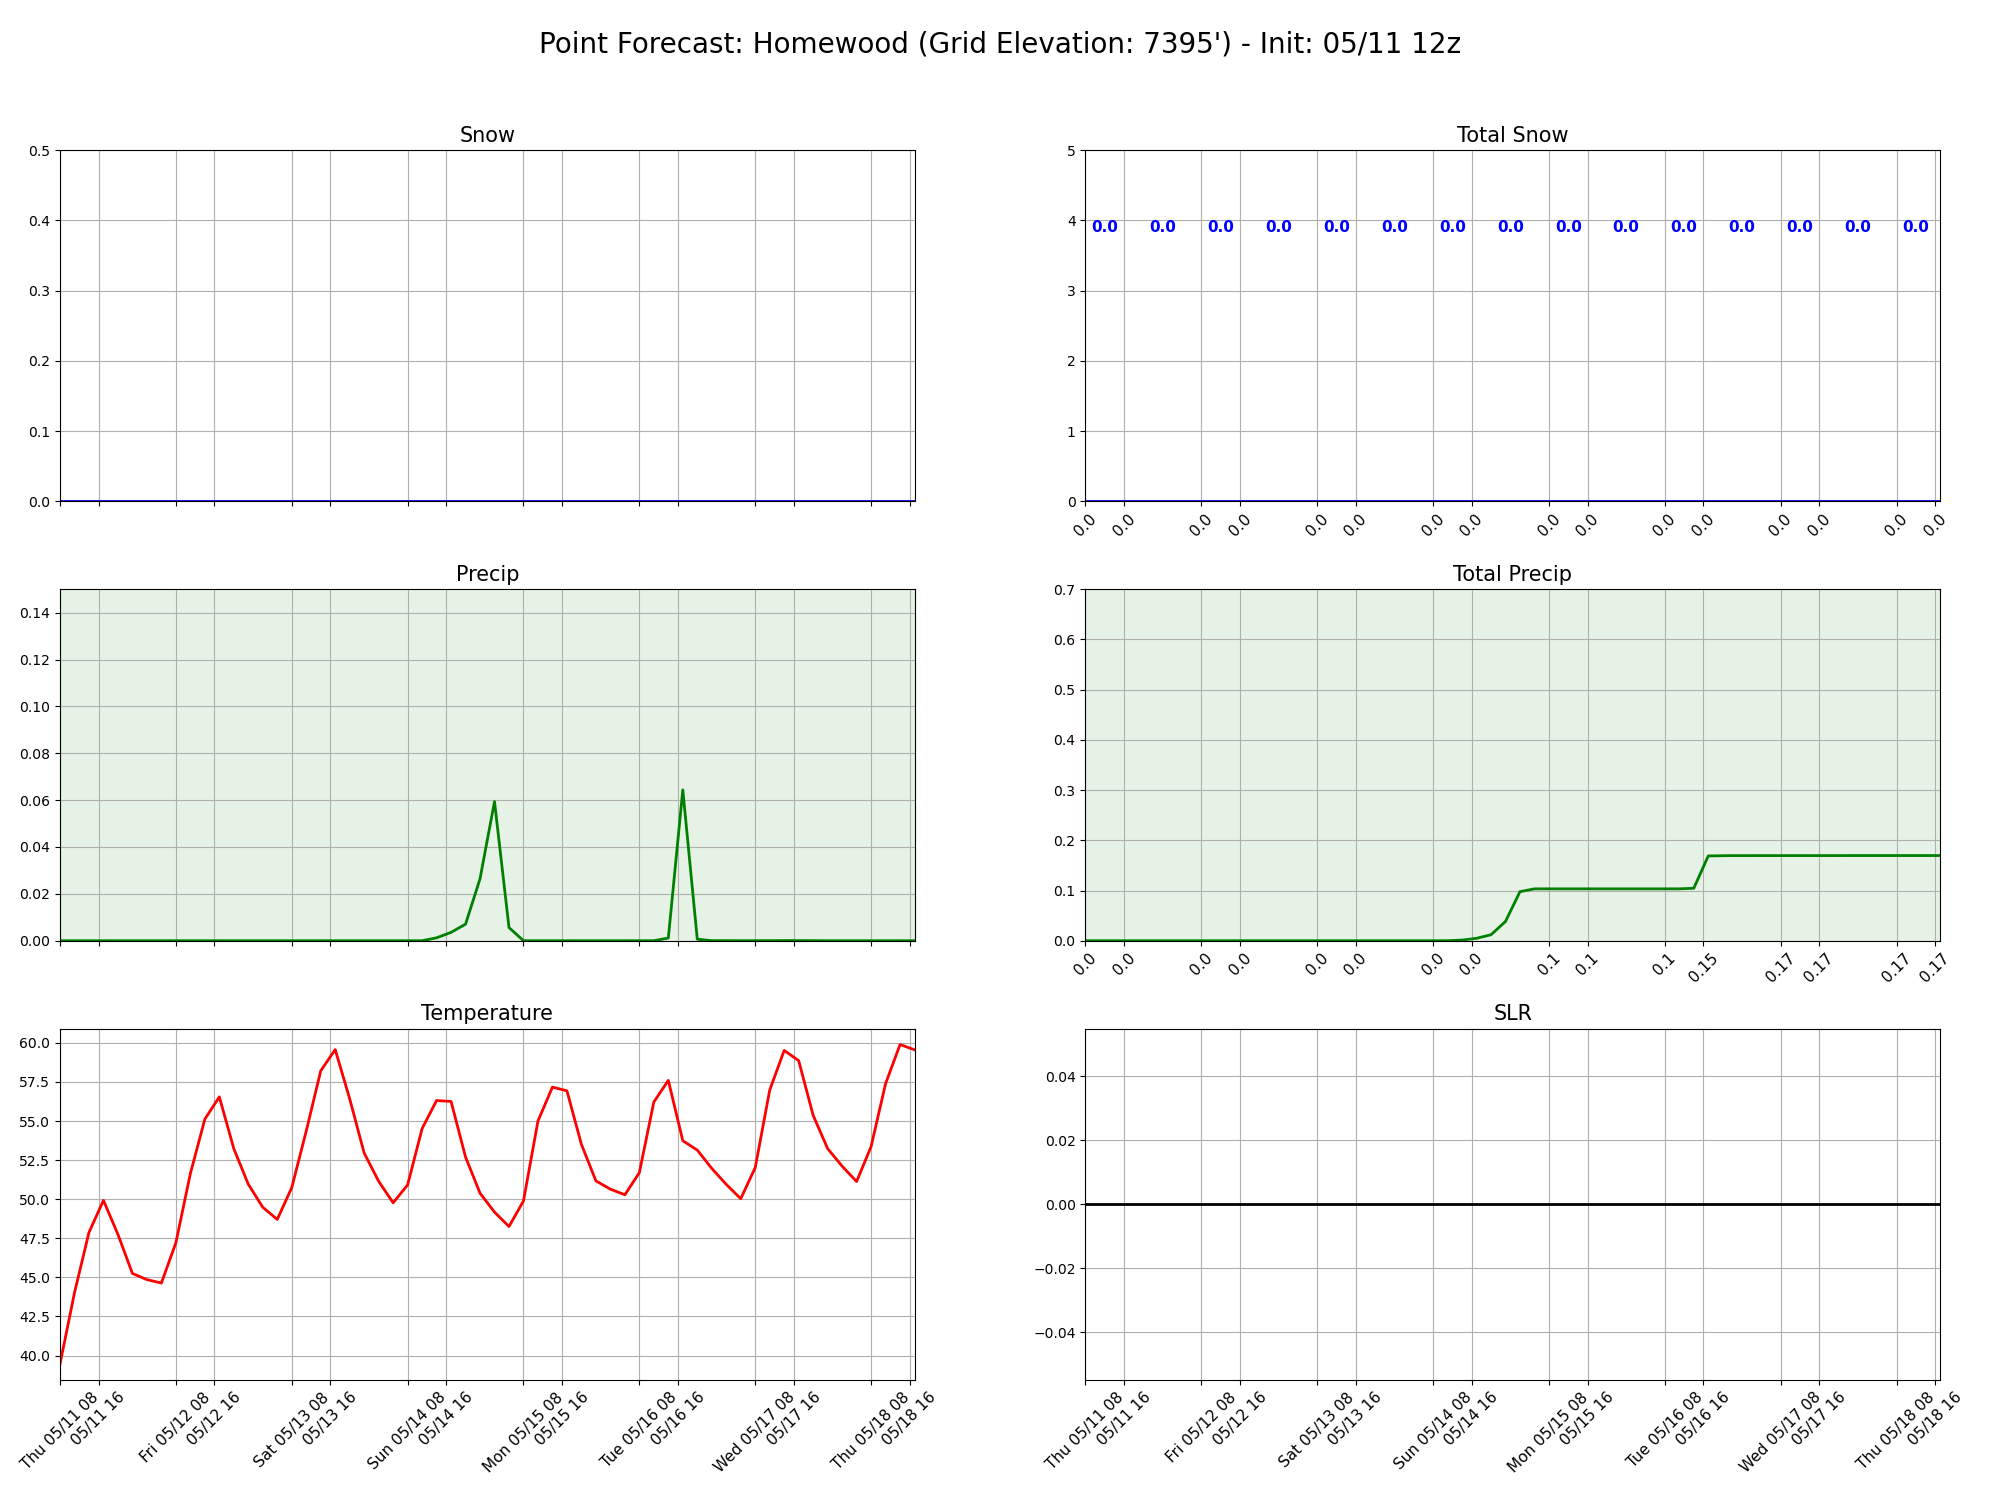 Point Forecast: Homewood (Grid Elevation: 7395') - Init: 05/11 12z
Snow
0.5
0.4
0.3
0.2
0.1
0.0
Total Snow
5
4
3
2
1
0
0.0 0.0 0.0 0.0 0.0 0.0 0.0 0.0 0.0 0.0 0.0 0.0 0.0 0.0 0.0
0.0 0.0 0.0 0.0 0.0 0.0 0.0 0.0 0.0 0.0 0.0 0.0 0.0 0.0 0.0 0.0
Precip
0.14
0.12
0.10
0.08
0.06
0.04
0.02
0.00
Total Precip
0.7
0.6
0.5
0.4
0.3
0.2
0.1
0.0
0.0 0.0 0.0 0.0 0.0 0.0 0.0 0.0 0.1 0.1 0.1 0.15 0.17 0.17 0.17 0.17
Temperature
60.0
57.5
55.0
52.5
50.0
47.5
45.0
42.5
40.0
Thu 05/11 08
05/11 16
Fri 05/12 08
05/12 16
Sat 05/13 08
05/13 16
Sun 05/14 08
05/14 16
Mon 05/15 08
05/15 16
Tue 05/16 08
05/16 16
Wed 05/17 08
05/17 16
Thu 05/18 08
05/18 16
SLR
0.04
0.02
0.00
−0.02
−0.04
Thu 05/11 08
05/11 16
Fri 05/12 08
05/12 16
Sat 05/13 08
05/13 16
Sun 05/14 08
05/14 16
Mon 05/15 08
05/15 16
Tue 05/16 08
05/16 16
Wed 05/17 08
05/17 16
Thu 05/18 08
05/18 16